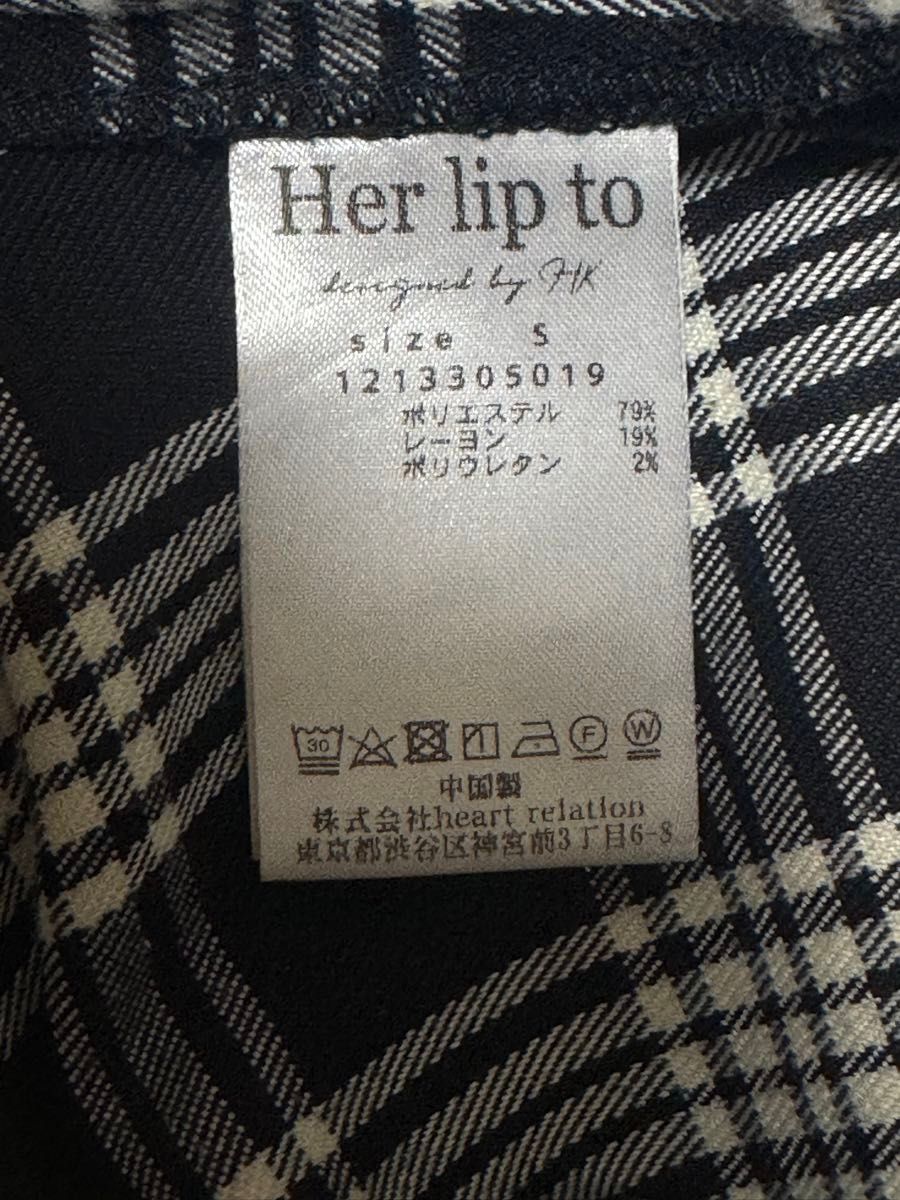 Her lip to
designed by HK
size S
1213305019
ポリエステル 79%
レーヨン 19%
ポリウレタン 2%
30 F W
中国製
株式会社heart relation
東京都渋谷区神宮前3丁目6-8